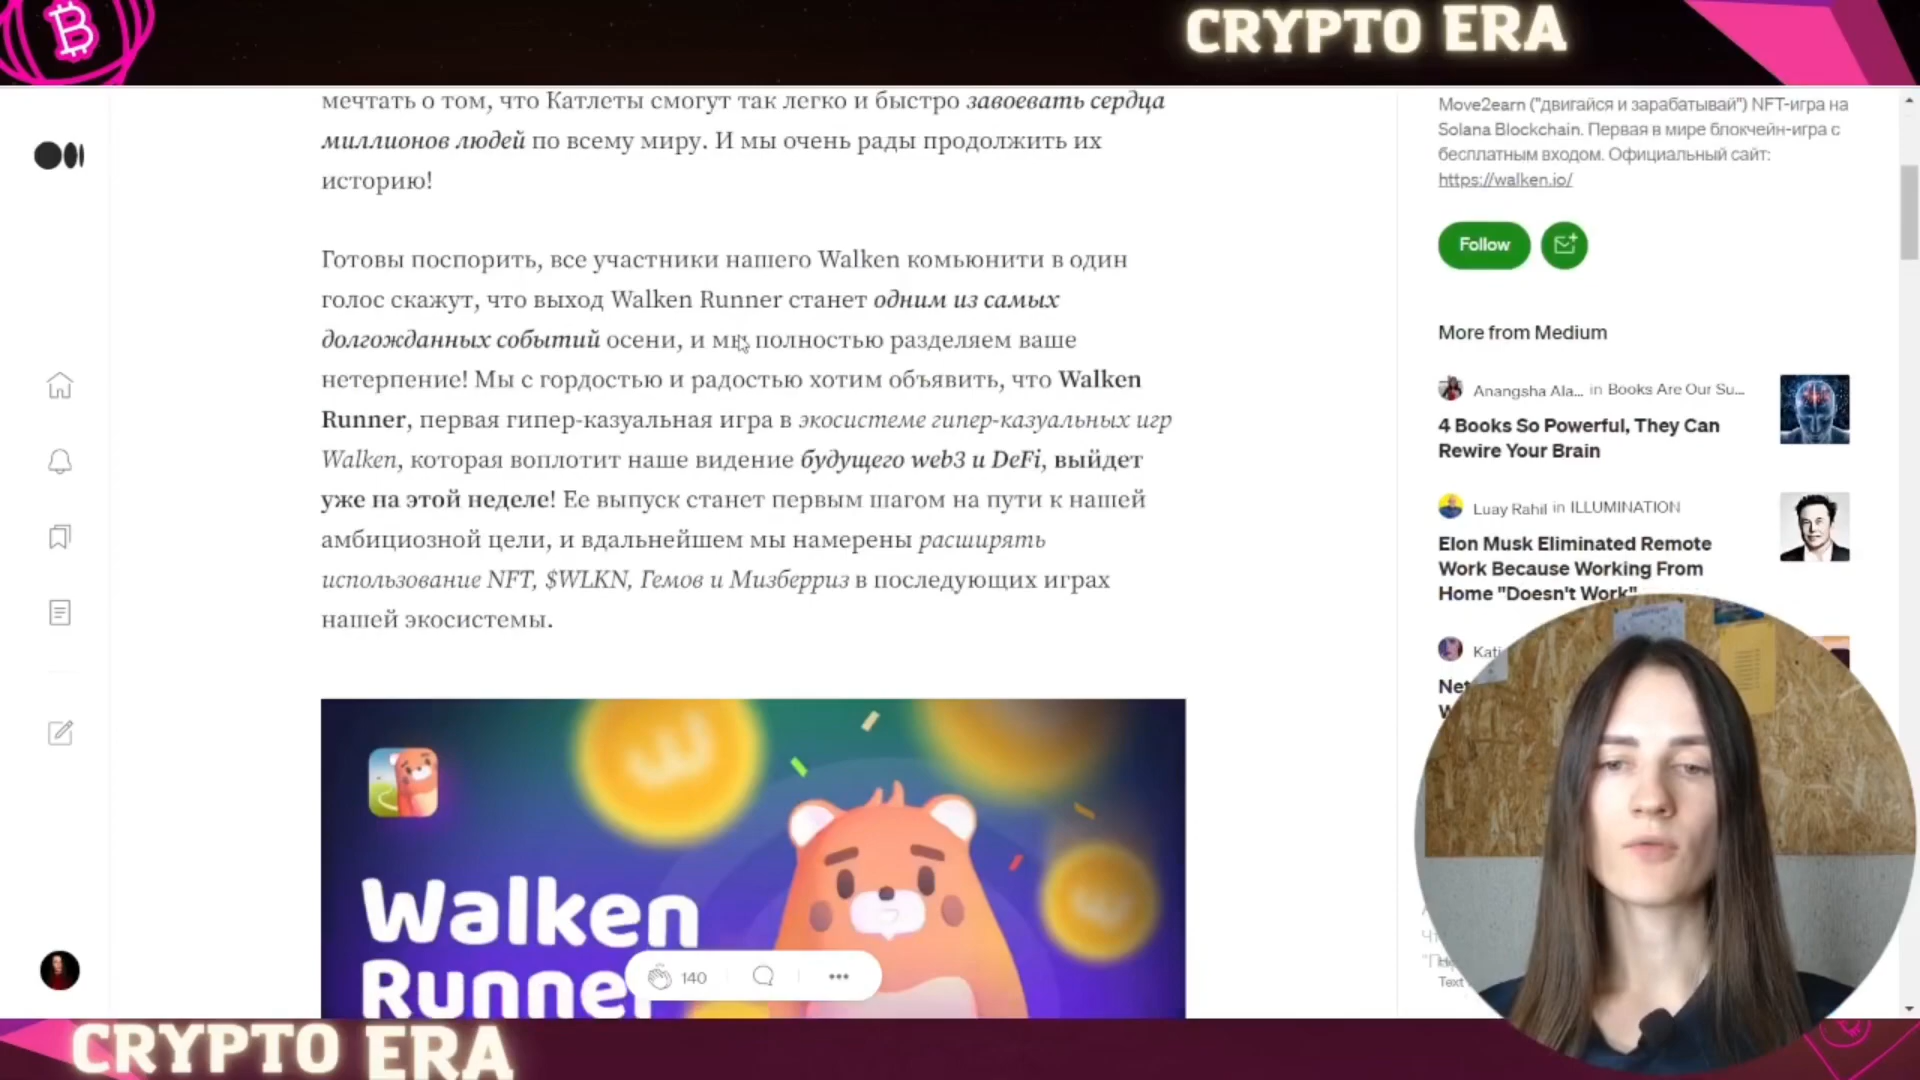 CRYPTO ERA
мечтать о том, что Катлеты смогут так легко и быстро завоевать сердца
миллионов людей по всему миру. И мы очень рады продолжить их
историю!
Готовы поспорить, все участники нашего Walken комьюнити в один
голос скажут, что выход Walken Runner станет одним из самых
долгожданных событий осени, и мы полностью разделяем ваше
нетерпение! Мы с гордостью и радостью хотим объявить, что Walken
Runner, первая гипер-казуальная игра в экосистеме гипер-казуальных игр
Walken, которая воплотит наше видение будущего web3 и DeFi, выйдет
уже на этой неделе! Ее выпуск станет первым шагом на пути к нашей
амбициозной цели, и вдальнейшем мы намерены расширять
использование NFT, $WLKN, Гемов и Мизберриз в последующих играх
нашей экосистемы.
Walken
Runner
140
Move2earn ("двигайся и зарабатывай") NFT-игра на
Solana Blockchain. Первая в мире блокчейн-игра с
бесплатным входом. Официальный сайт:
https://walken.io/
Follow
More from Medium
Anangsha Ala... in Books Are Our Su...
4 Books So Powerful, They Can
Rewire Your Brain
Luay Rahil in ILLUMINATION
Elon Musk Eliminated Remote
Work Because Working From
Home "Doesn't Work"
Text
CRYPTO ERA